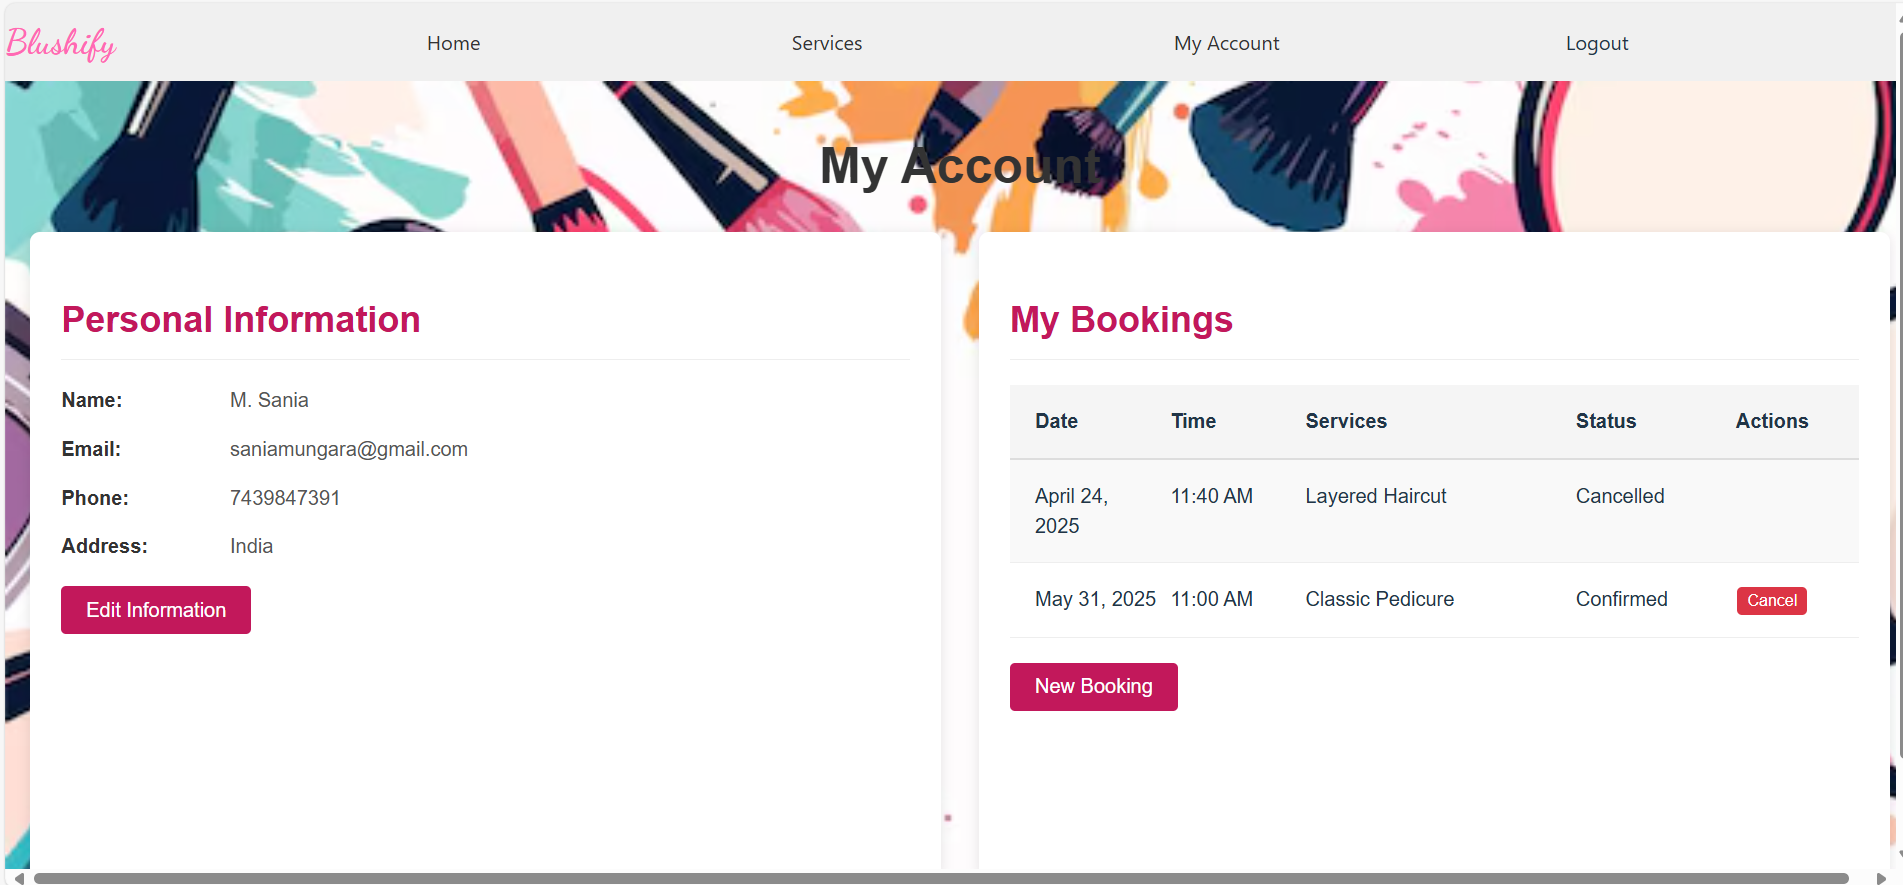 Blushify Home Services My Account Logout
My Account
Personal Information
Name: M. Sania
Email: saniamungara@gmail.com
Phone: 7439847391
Address: India
Edit Information
My Bookings
Date Time Services Status Actions
April 24, 11:40 AM Layered Haircut Cancelled
2025
May 31, 2025 11:00 AM Classic Pedicure Confirmed Cancel
New Booking